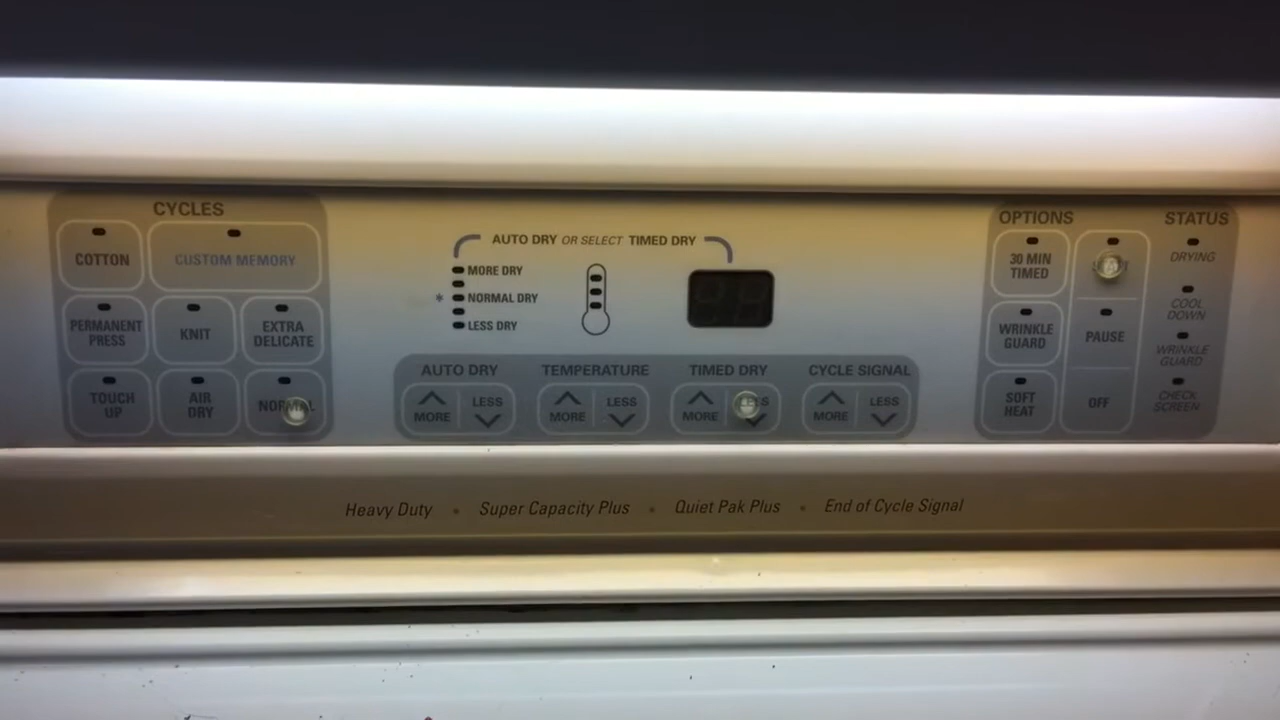 CYCLES
COTTON
CUSTOM MEMORY
PERMANENT
PRESS
KNIT
EXTRA
DELICATE
TOUCH
UP
AIR
DRY
NORMAL
AUTO DRY OR SELECT TIMED DRY
MORE DRY
* NORMAL DRY
LESS DRY
AUTO DRY
MORE
LESS
TEMPERATURE
MORE
LESS
TIMED DRY
MORE
LESS
CYCLE SIGNAL
MORE
LESS
OPTIONS
30 MIN
TIMED
WRINKLE
GUARD
SOFT
HEAT
PAUSE
OFF
STATUS
DRYING
COOL
DOWN
WRINKLE
GUARD
CHECK
SCREEN
Heavy Duty • Super Capacity Plus • Quiet Pak Plus • End of Cycle Signal